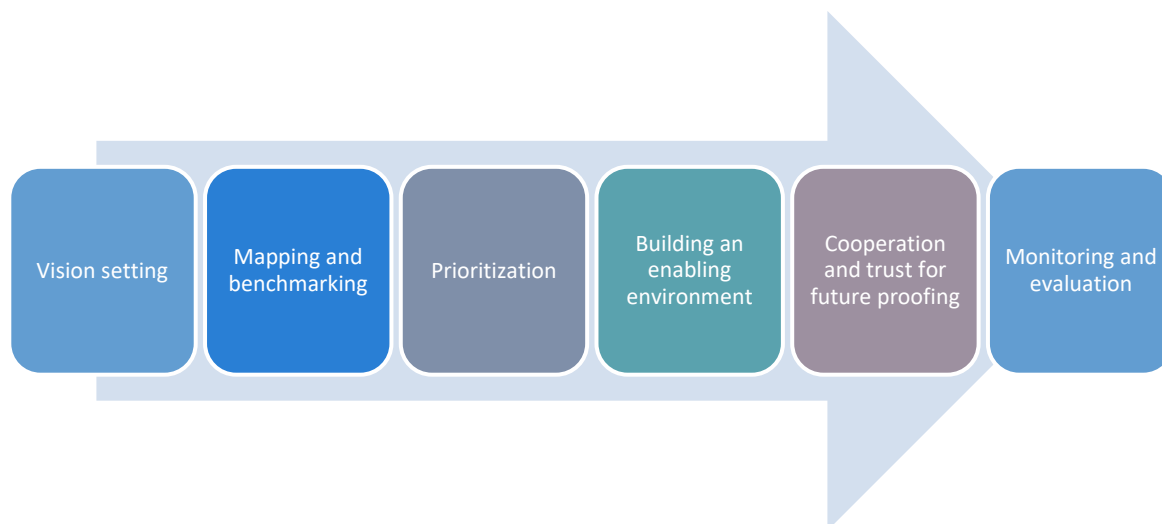 Vision setting
Mapping and
benchmarking
Prioritization
Building an
enabling
environment
Cooperation
and trust for
future proofing
Monitoring and
evaluation